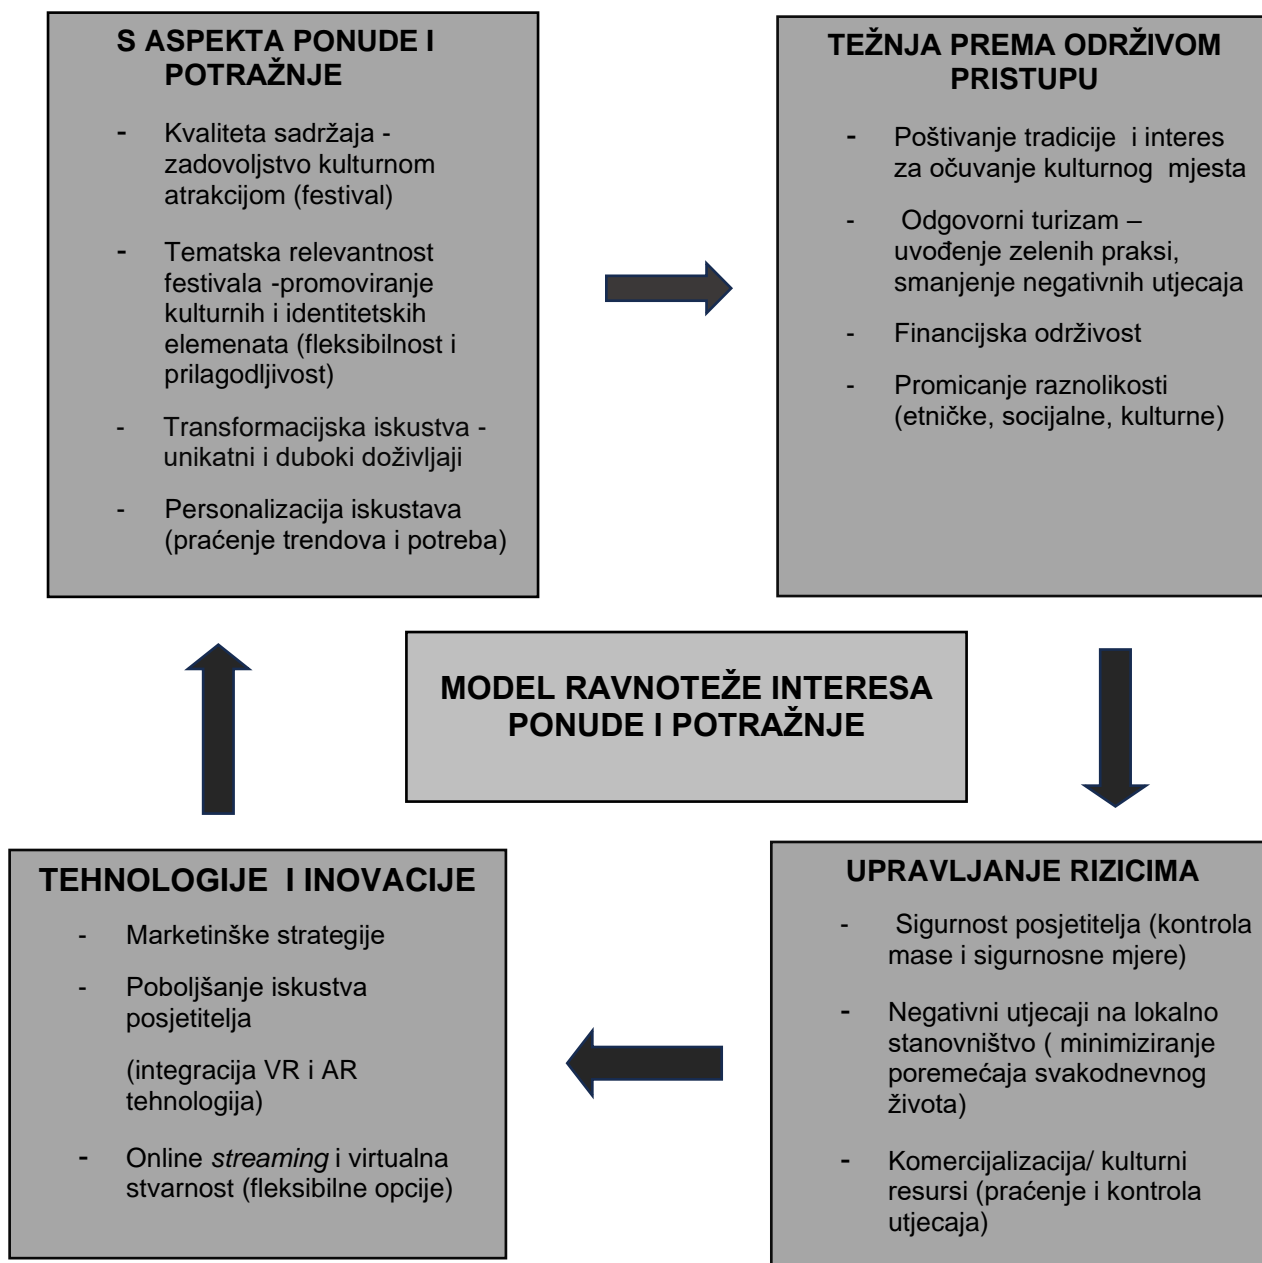 S ASPEKTA PONUDE I
POTRAŽNJE
- Kvaliteta sadržaja -
zadovoljstvo kulturnom
atrakcijom (festival)
- Tematska relevantnost
festivala -promoviranje
kulturnih i identitetskih
elemenata (fleksibilnost i
prilagodljivost)
- Transformacijska iskustva -
unikatni i duboki doživljaji
- Personalizacija iskustava
(praćenje trendova i potreba)
TEŽNJA PREMA ODRŽIVOM
PRISTUPU
- Poštivanje tradicije i interes
za očuvanje kulturnog mjesta
- Odgovorni turizam –
uvođenje zelenih praksi,
smanjenje negativnih utjecaja
- Financijska održivost
- Promicanje raznolikosti
(etničke, socijalne, kulturne)
MODEL RAVNOTEŽE INTERESA
PONUDE I POTRAŽNJE
TEHNOLOGIJE I INOVACIJE
- Marketinške strategije
- Poboljšanje iskustva
posjetitelja
(integracija VR i AR
tehnologija)
- Online streaming i virtualna
stvarnost (fleksibilne opcije)
UPRAVLJANJE RIZICIMA
- Sigurnost posjetitelja (kontrola
mase i sigurnosne mjere)
- Negativni utjecaji na lokalno
stanovništvo ( minimiziranje
poremećaja svakodnevnog
života)
- Komercijalizacija/ kulturni
resursi (praćenje i kontrola
utjecaja)